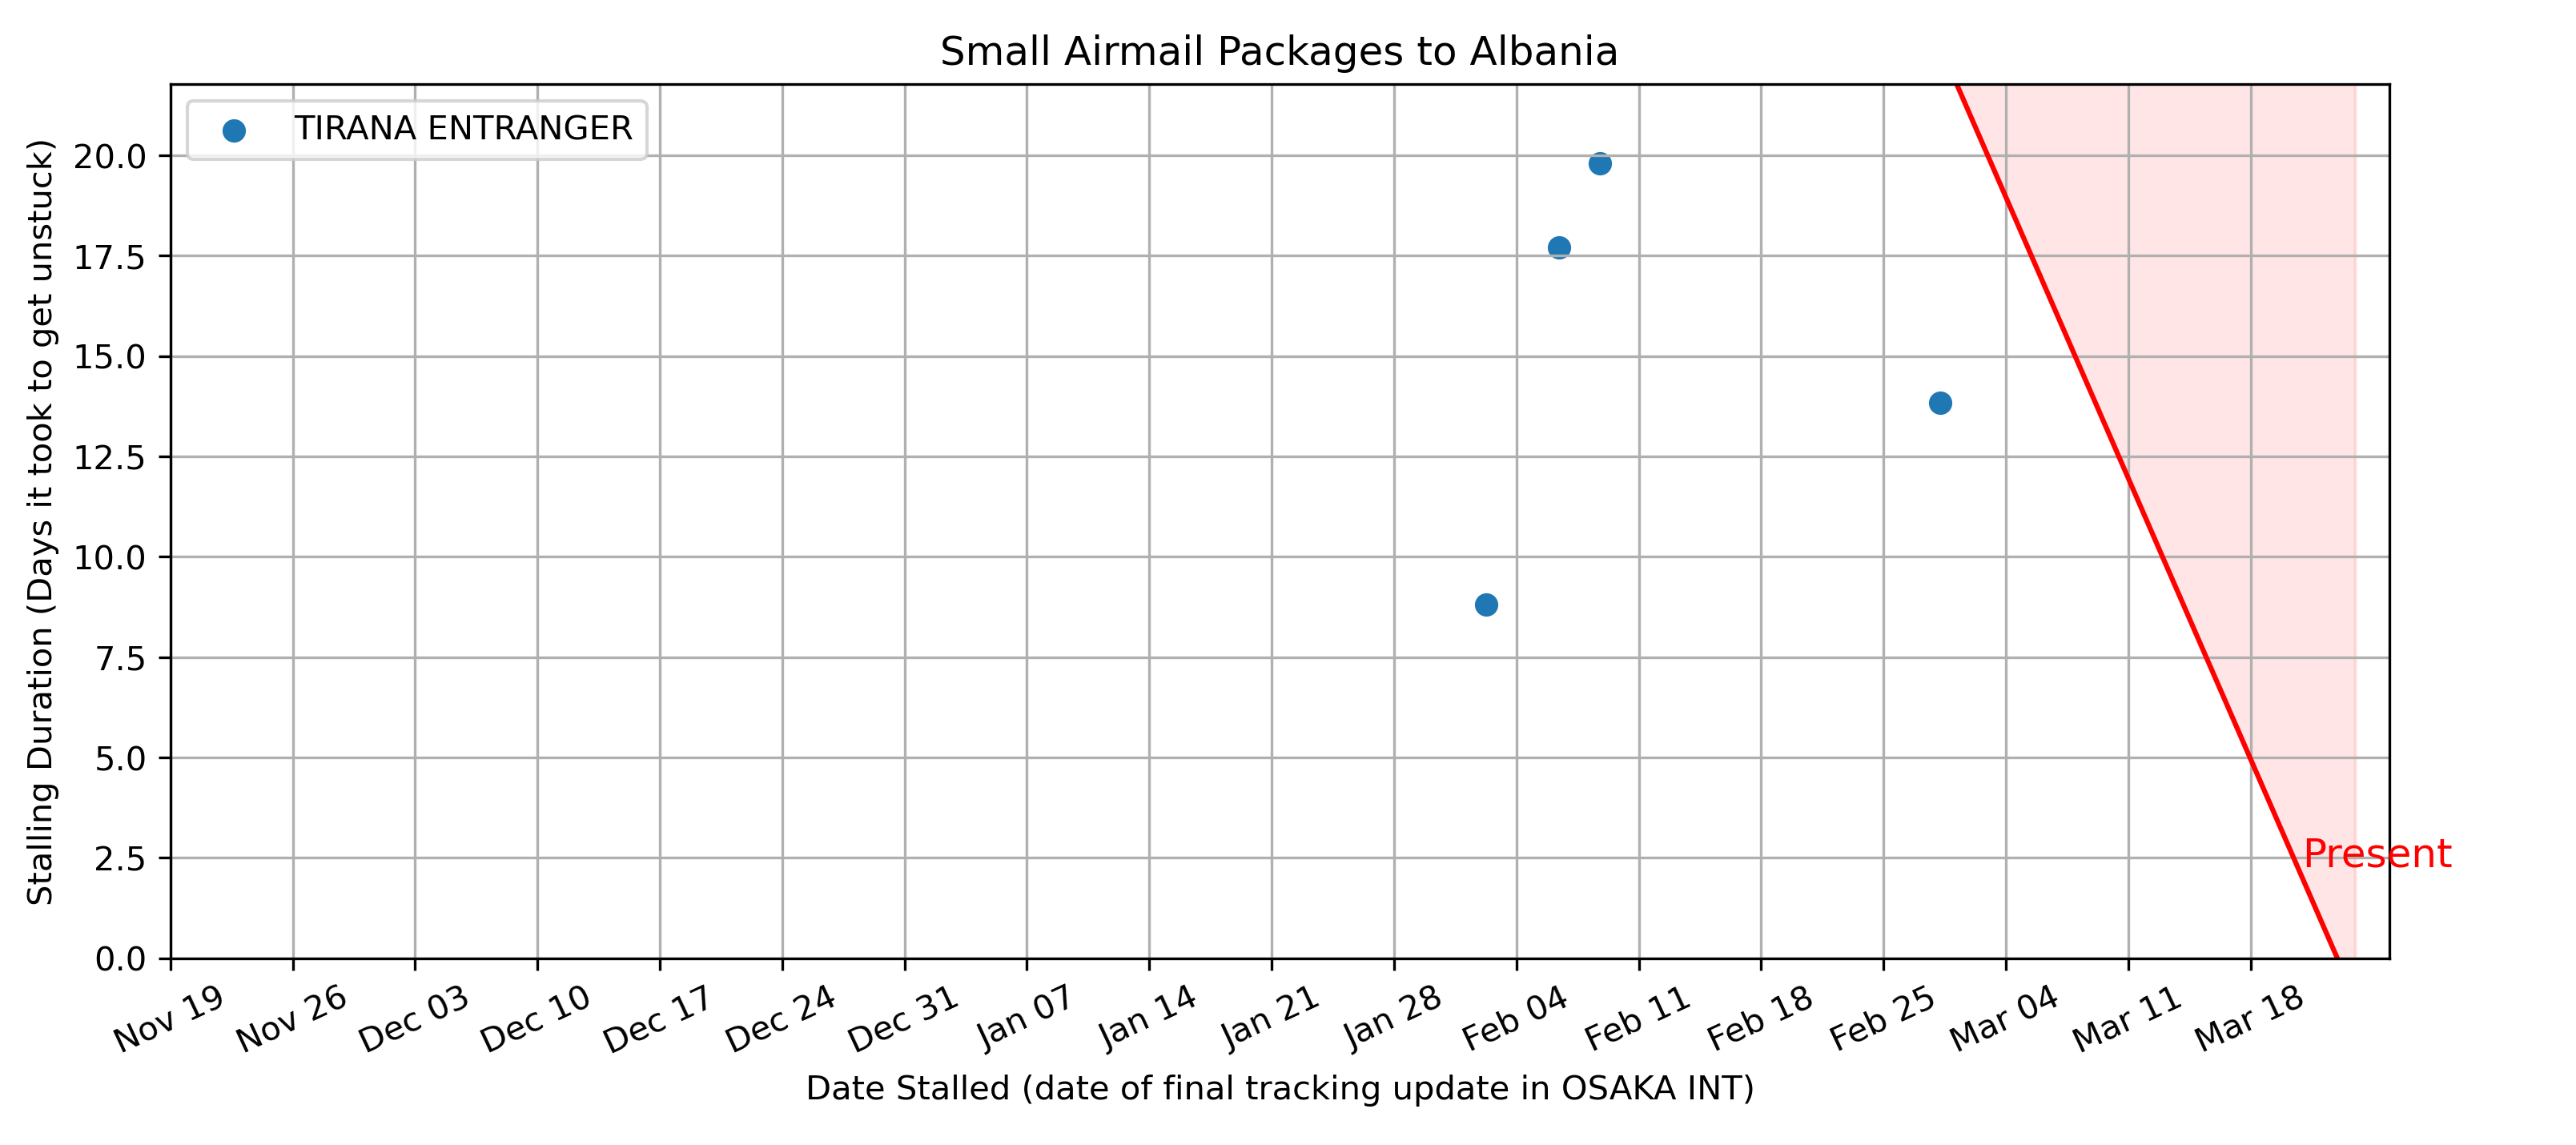 Small Airmail Packages to Albania
TIRANA ENTRANGER
Stalling Duration (Days it took to get unstuck)
20.0
17.5
15.0
12.5
10.0
7.5
5.0
2.5
0.0
Present
Nov 19
Nov 26
Dec 03
Dec 10
Dec 17
Dec 24
Dec 31
Jan 07
Jan 14
Jan 21
Jan 28
Feb 04
Feb 11
Feb 18
Feb 25
Mar 04
Mar 11
Mar 18
Date Stalled (date of final tracking update in OSAKA INT)